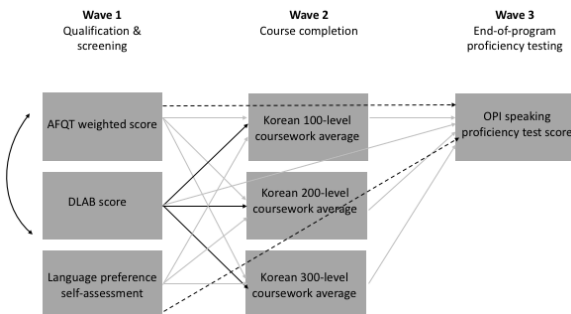 Wave 1
Qualification &
screening
Wave 2
Course completion
Wave 3
End-of-program
proficiency testing
AFQT weighted score
Korean 100-level
coursework average
OPI speaking
proficiency test score
DLAB score
Korean 200-level
coursework average
Language preference
self-assessment
Korean 300-level
coursework average